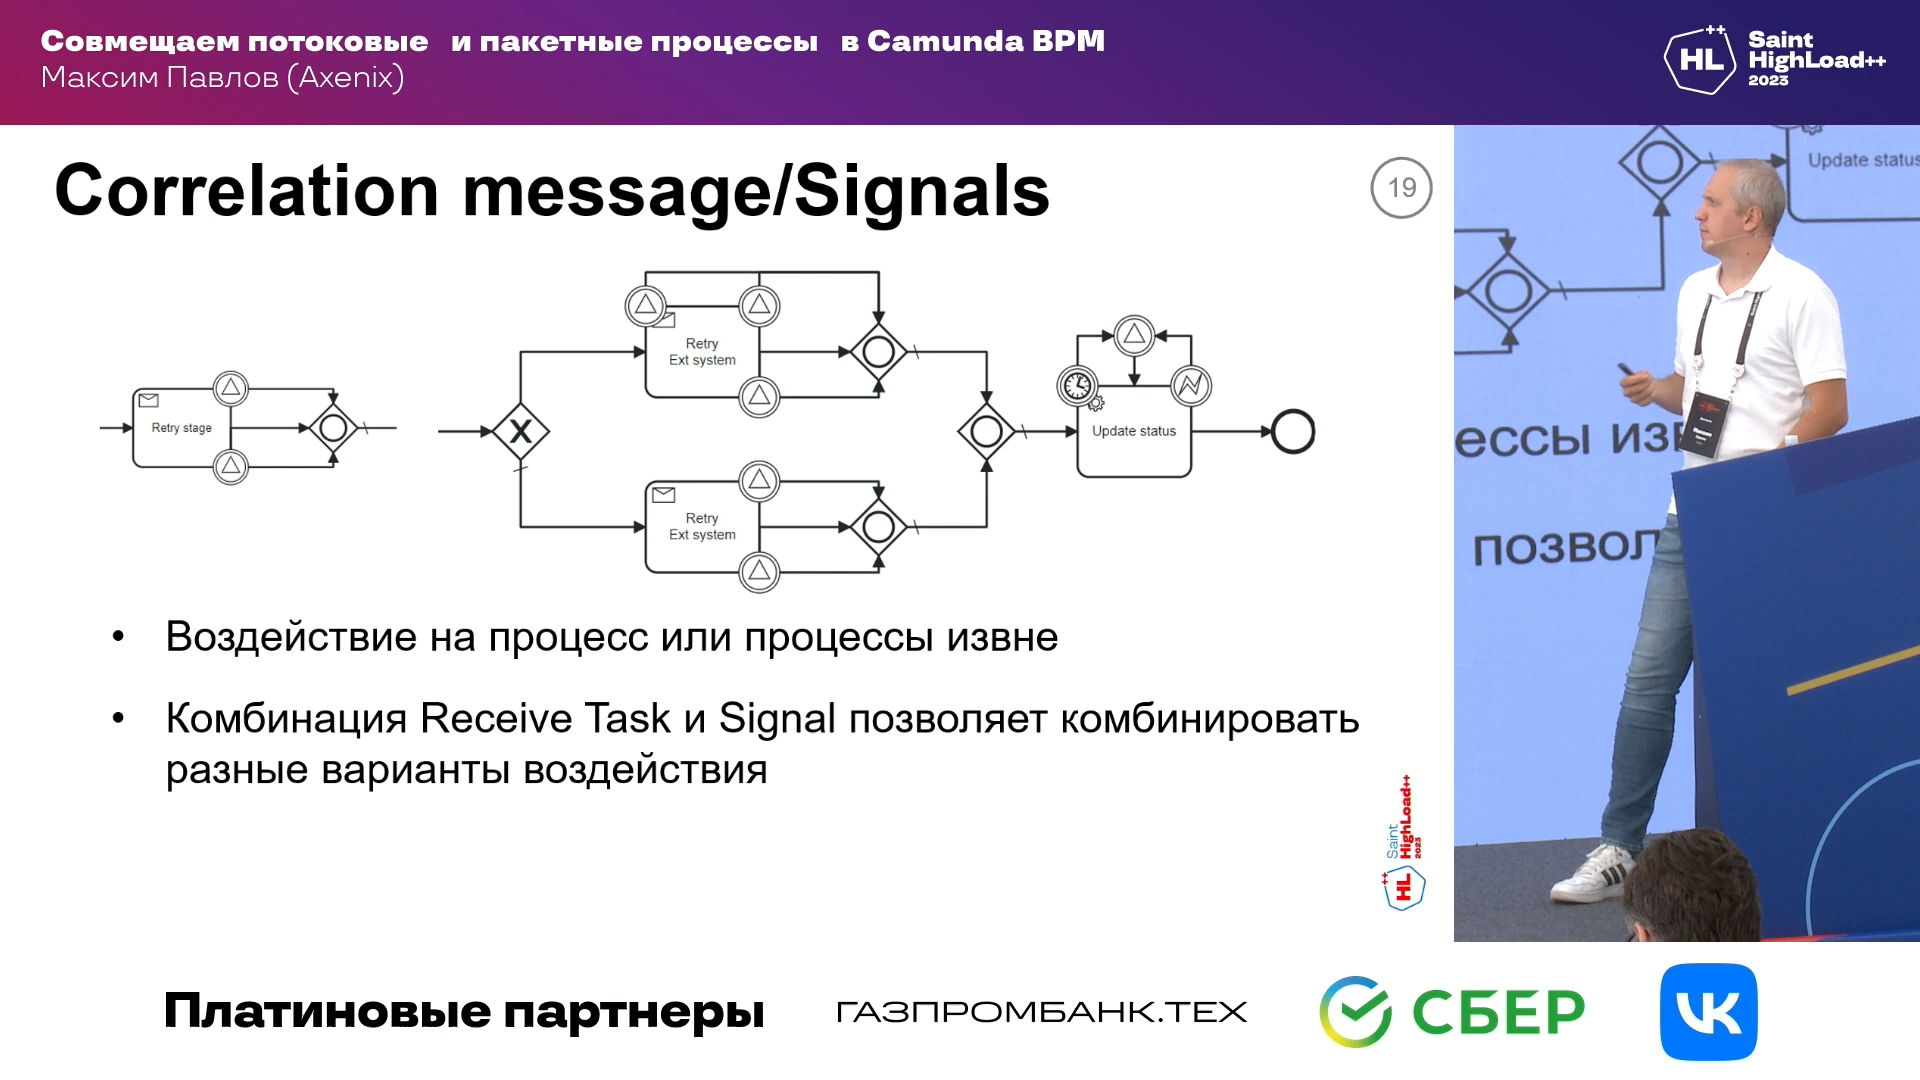 Совмещаем потоковые и пакетные процессы в Camunda BPM
Максим Павлов (Axenix)
HL++
Saint
HighLoad++
2023
Correlation message/Signals
19
Retry
Ext system
Retry stage
X
Update status
Retry
Ext system
Воздействие на процесс или процессы извне
Комбинация Receive Task и Signal позволяет комбинировать
разные варианты воздействия
HL++
Saint
HighLoad++
2023
Update status
ессы изв
позвол
Платиновые партнеры
ГАЗПРОМБАНК.ТЕХ
СБЕР
VK